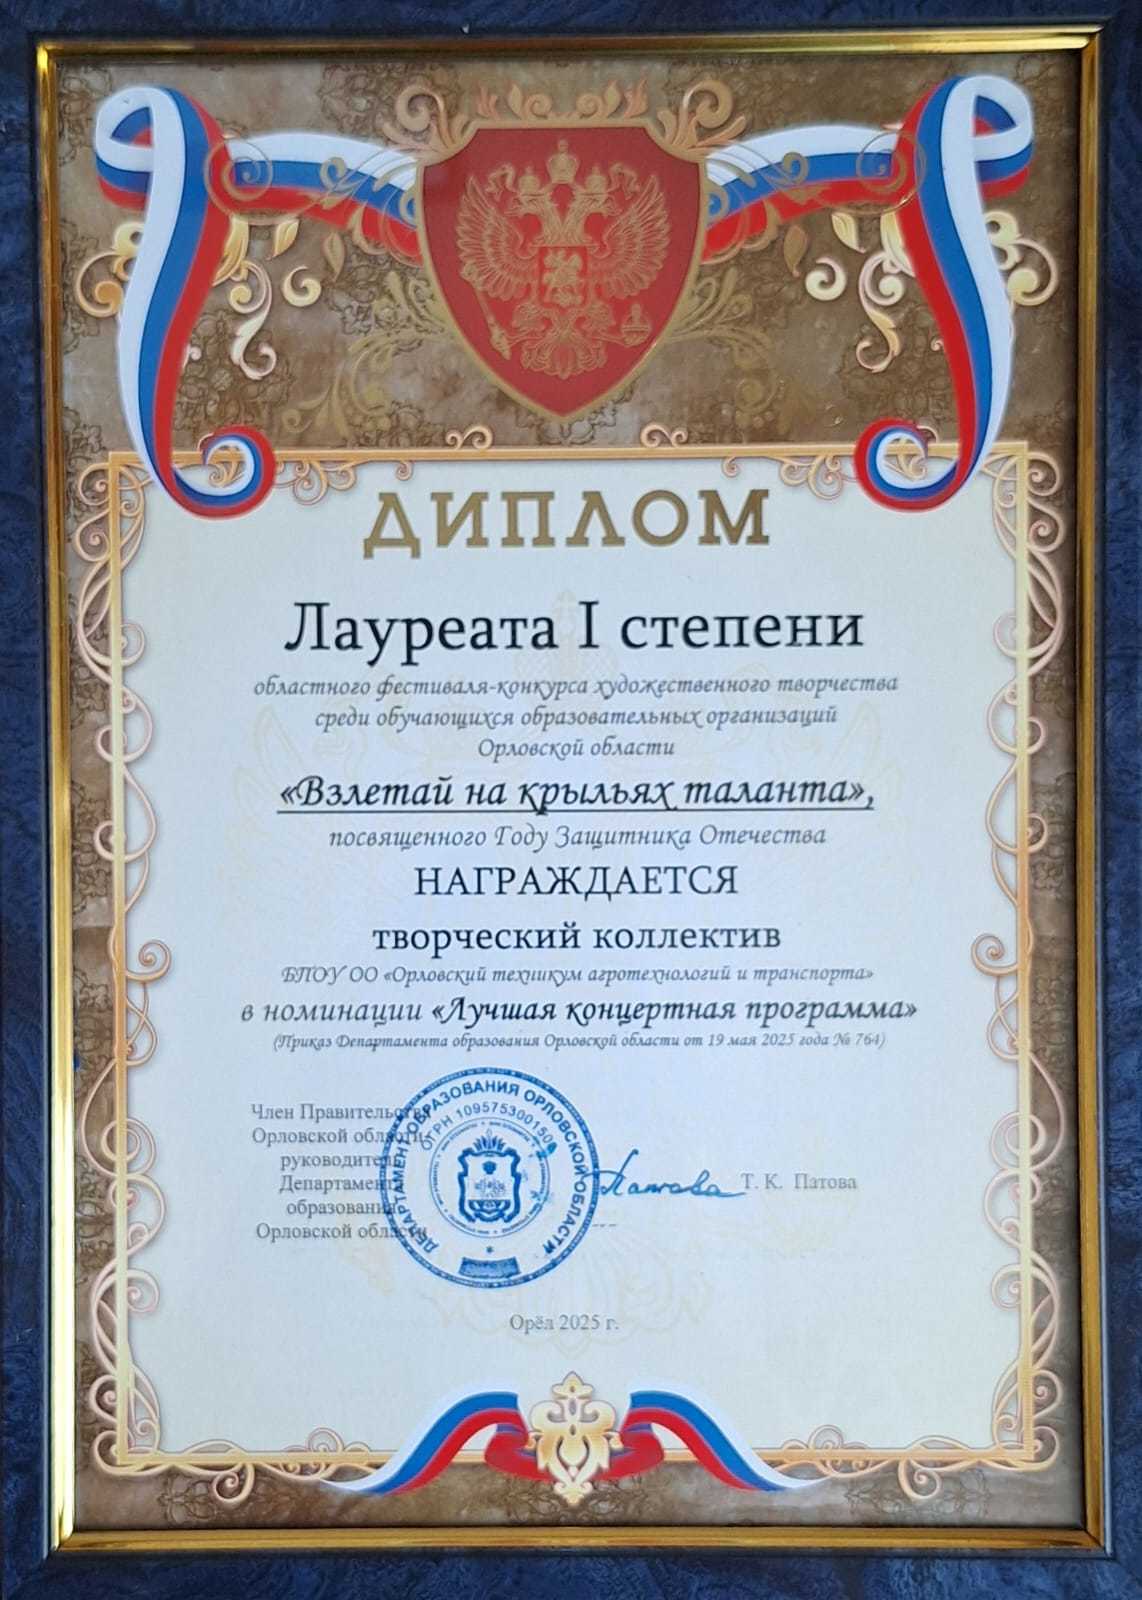 ДИПЛОМ
Лауреата I степени
областного фестиваля-конкурса художественного творчества
среди обучающихся образовательных организаций
Орловской области
«Взлетай на крыльях таланта»,
посвященного Году Защитника Отечества
НАГРАЖДАЕТСЯ
творческий коллектив
БПОУ ОО «Орловский техникум агротехнологий и транспорта»
в номинации «Лучшая концертная программа»
(Приказ Департамента образования Орловской области от 19 мая 2025 года № 764)
Член Правительства
Орловской области-
руководитель
Департамента
образования
Орловской области
ДЕПАРТАМЕНТ ОБРАЗОВАНИЯ ОРЛОВСКОЙ ОБЛАСТИ
ОГРН
Патова
Т. К. Патова
Орёл 2025 г.